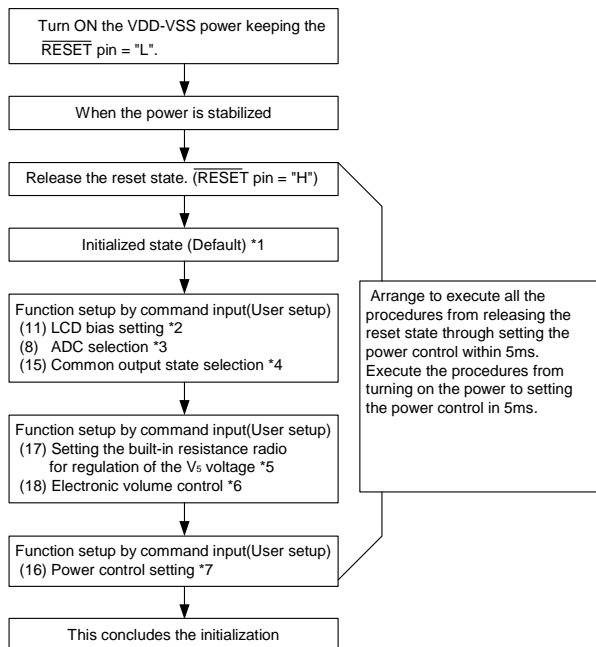 Turn ON the VDD-VSS power keeping the
RESET pin = "L".
When the power is stabilized
Release the reset state. (RESET pin = "H")
Initialized state (Default) *1
Function setup by command input(User setup)
(11) LCD bias setting *2
(8) ADC selection *3
(15) Common output state selection *4
Function setup by command input(User setup)
(17) Setting the built-in resistance radio
for regulation of the V5 voltage *5
(18) Electronic volume control *6
Function setup by command input(User setup)
(16) Power control setting *7
This concludes the initialization
Arrange to execute all the
procedures from releasing the
reset state through setting the
power control within 5ms.
Execute the procedures from
turning on the power to setting
the power control in 5ms.